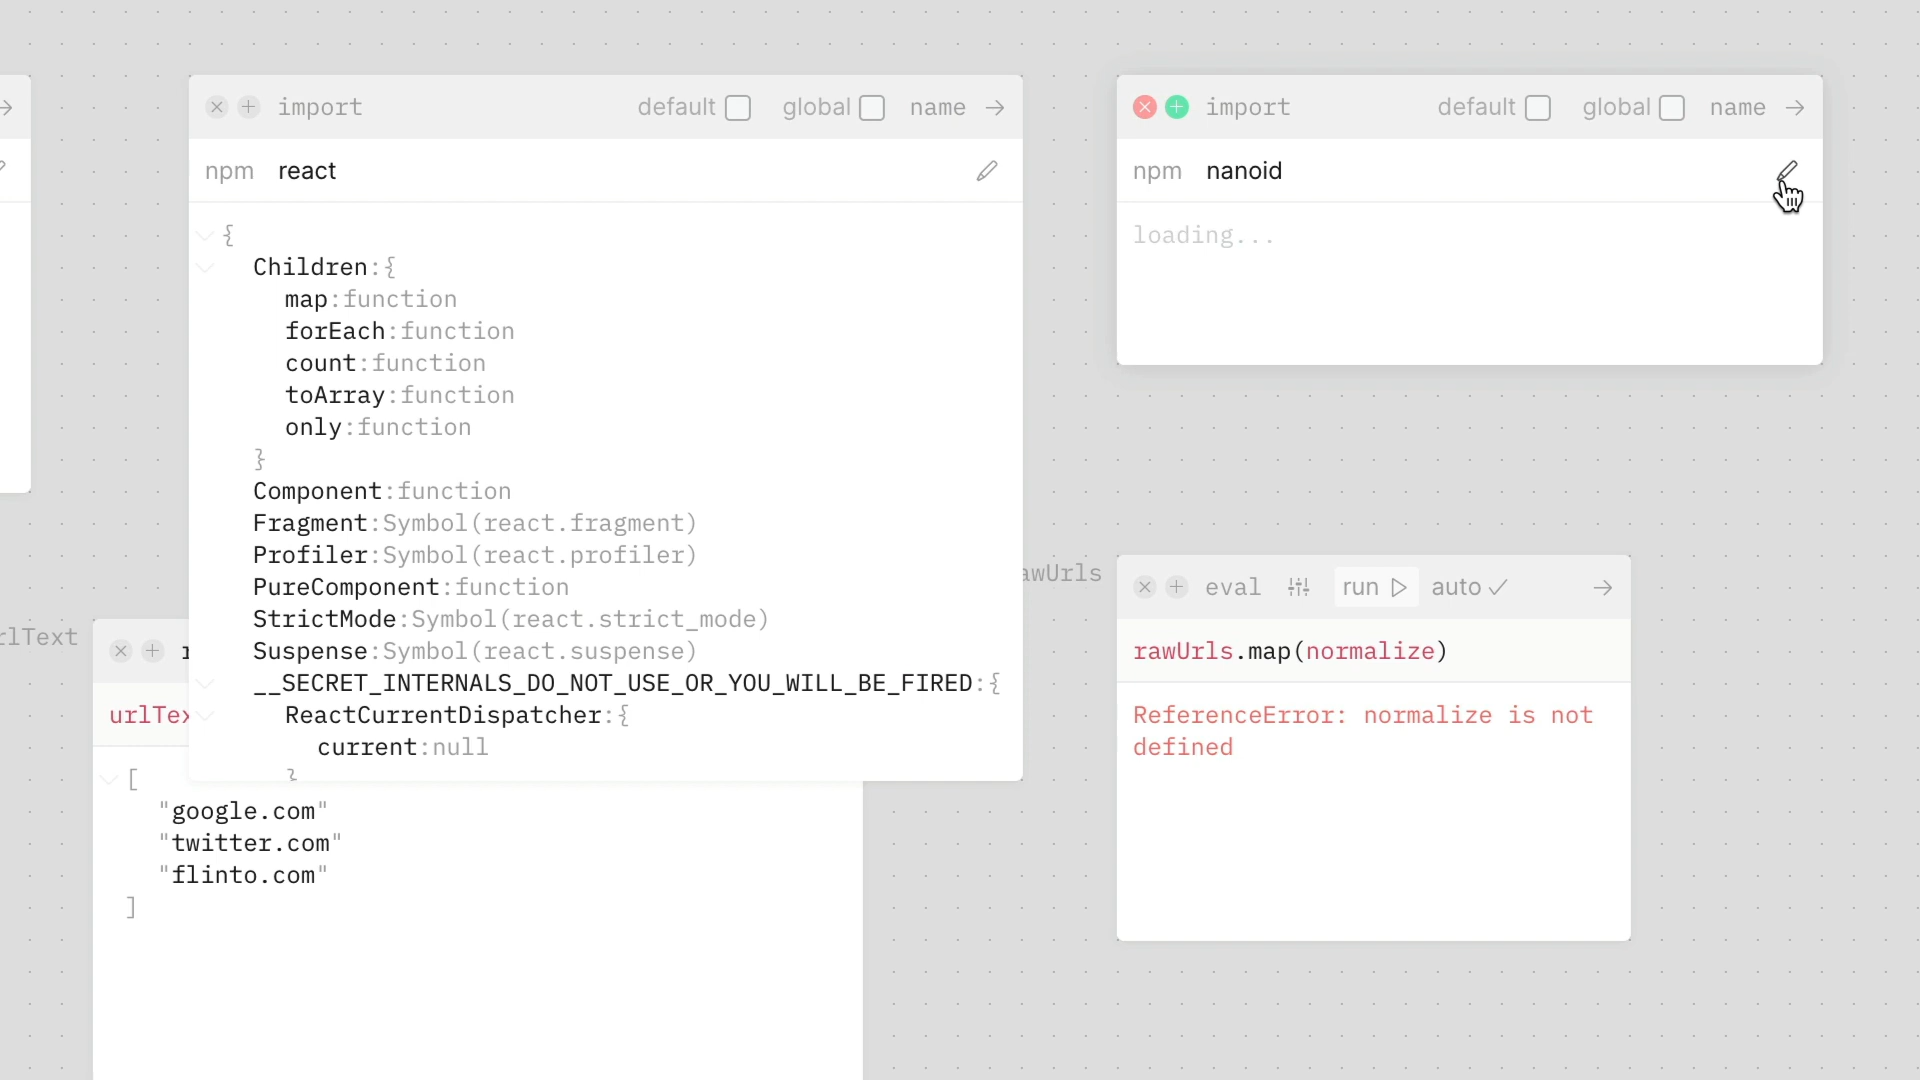 import default global name →
npm react
{
Children:{
map:function
forEach:function
count:function
toArray:function
only:function
}
Component:function
Fragment:Symbol(react.fragment)
Profiler:Symbol(react.profiler)
PureComponent:function
StrictMode:Symbol(react.strict_mode)
Suspense:Symbol(react.suspense)
__SECRET_INTERNALS_DO_NOT_USE_OR_YOU_WILL_BE_FIRED:{
ReactCurrentDispatcher:{
current:null
}
import default global name →
npm nanoid
loading...
awUrls
eval run auto ✓ →
rawUrls.map(normalize)
ReferenceError: normalize is not
defined
rlText
urlTex
[
"google.com"
"twitter.com"
"flinto.com"
]